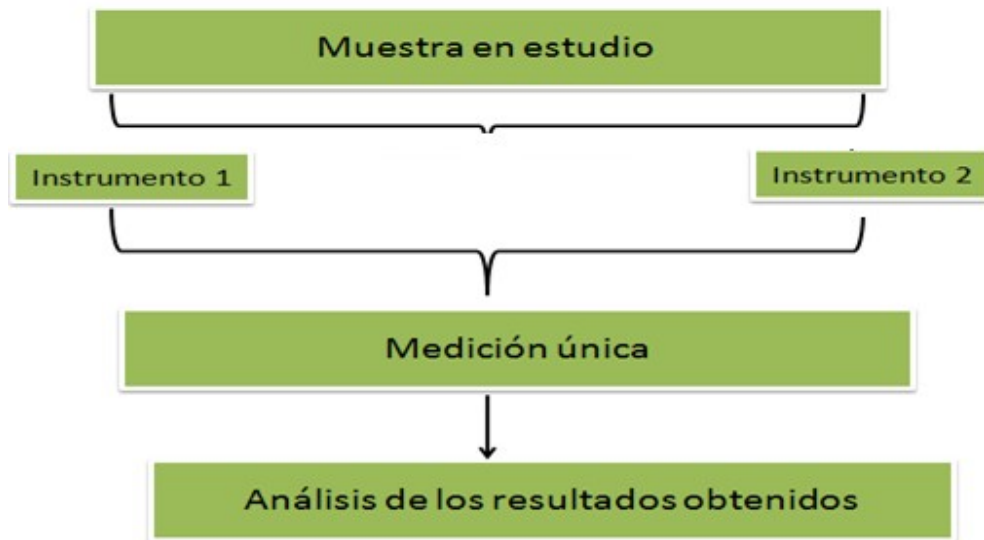 Muestra en estudio
Instrumento 1
Instrumento 2
Medición única
Análisis de los resultados obtenidos